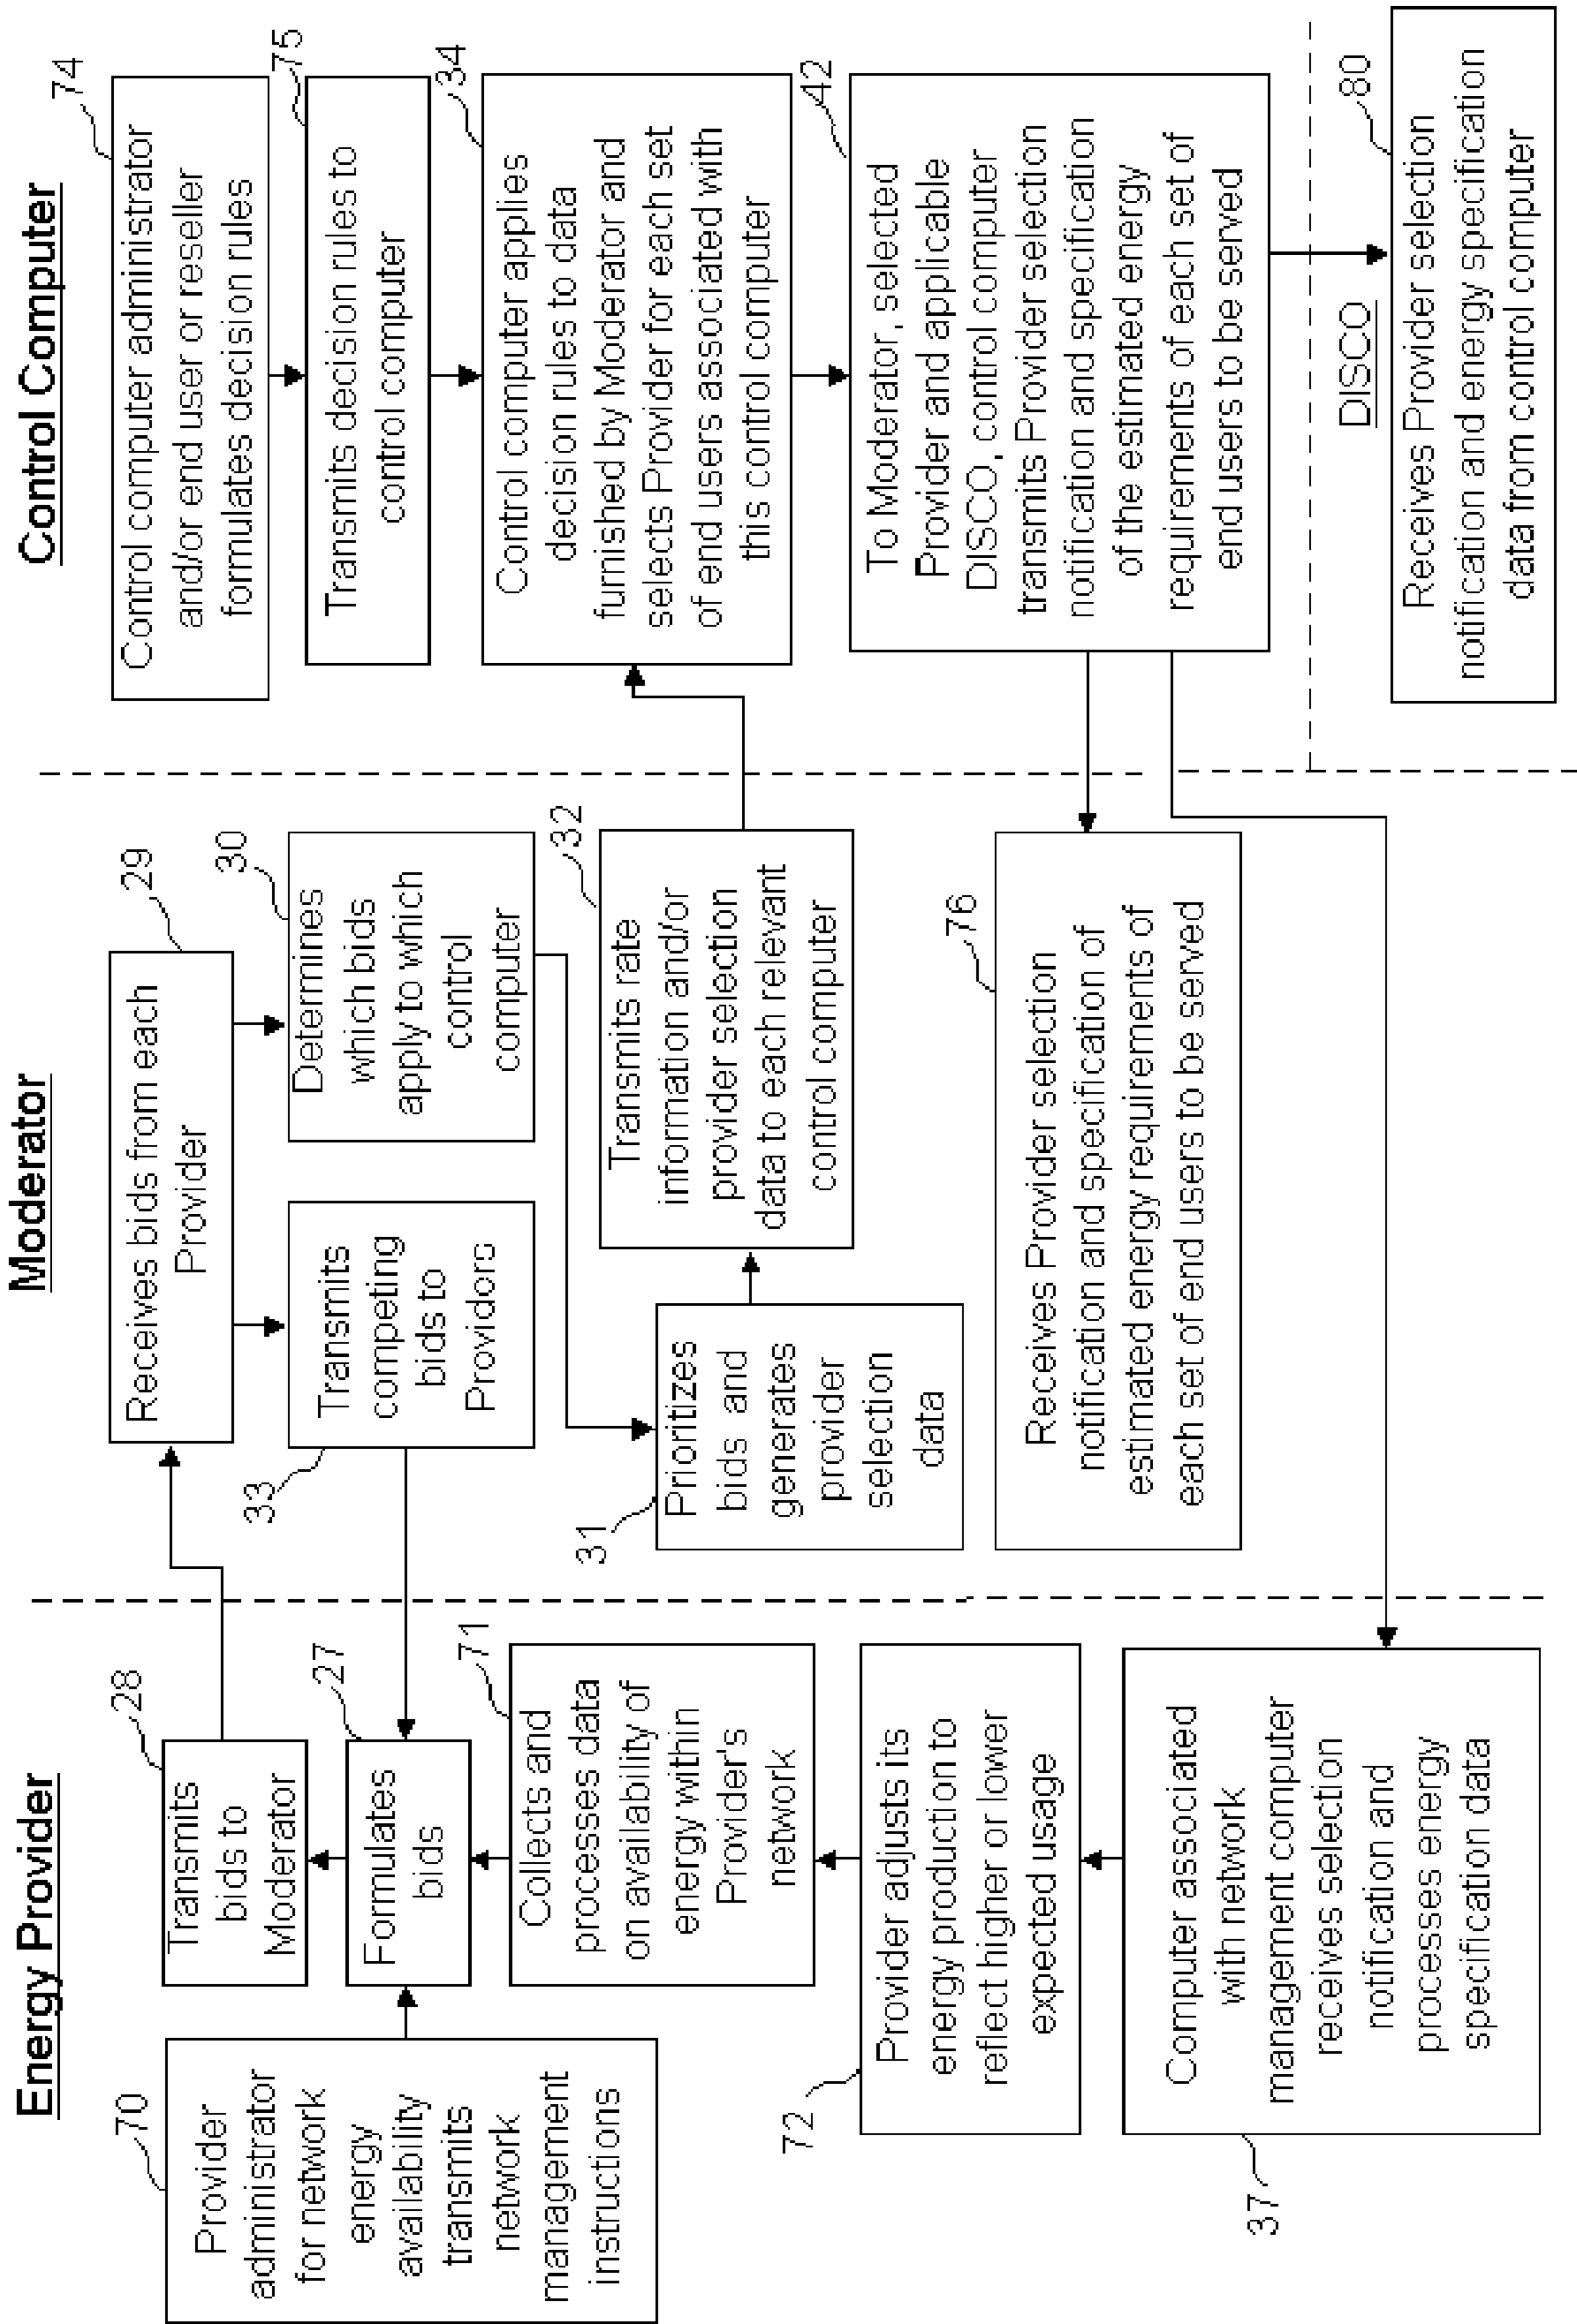 Energy Provider
70
Provider
administrator
for network
energy
availability
transmits
network
management
instructions
28
Transmits
bids to
Moderator
27
Formulates
bids
71
Collects and
processes data
on availability of
energy within
Provider's
network
72
Provider adjusts its
energy production to
reflect higher or lower
expected usage
37
Computer associated
with network
management computer
receives selection
notification and
processes energy
specification data
Moderator
29
Receives bids from each
Provider
33
Transmits
competing
bids to
Providors
30
Determines
which bids
apply to which
control
computer
31
Prioritizes
bids and
generates
provider
selection
data
32
Transmits rate
information and/or
provider selection
data to each relevant
control computer
76
Receives Provider selection
notification and specification of
estimated energy requirements of
each set of end users to be served
Control Computer
74
Control computer administrator
and/or end user or reseller
formulates decision rules
75
Transmits decision rules to
control computer
34
Control computer applies
decision rules to data
furnished by Moderator and
selects Provider for each set
of end users associated with
this control computer
42
To Moderator, selected
Provider and applicable
DISCO, control computer
transmits Provider selection
notification and specification
of the estimated energy
requirements of each set of
end users to be served
DISCO
80
Receives Provider selection
notification and energy specification
data from control computer